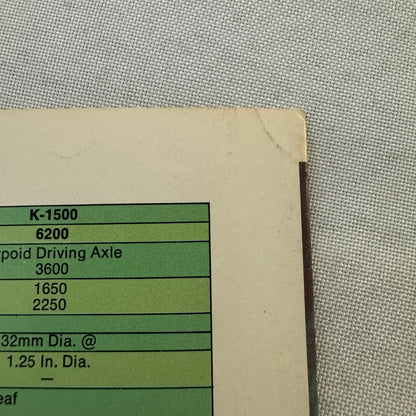 K-1500
6200
poid Driving Axle
3600
1650
2250
32mm Dia. @
1.25 In. Dia.
—
eaf